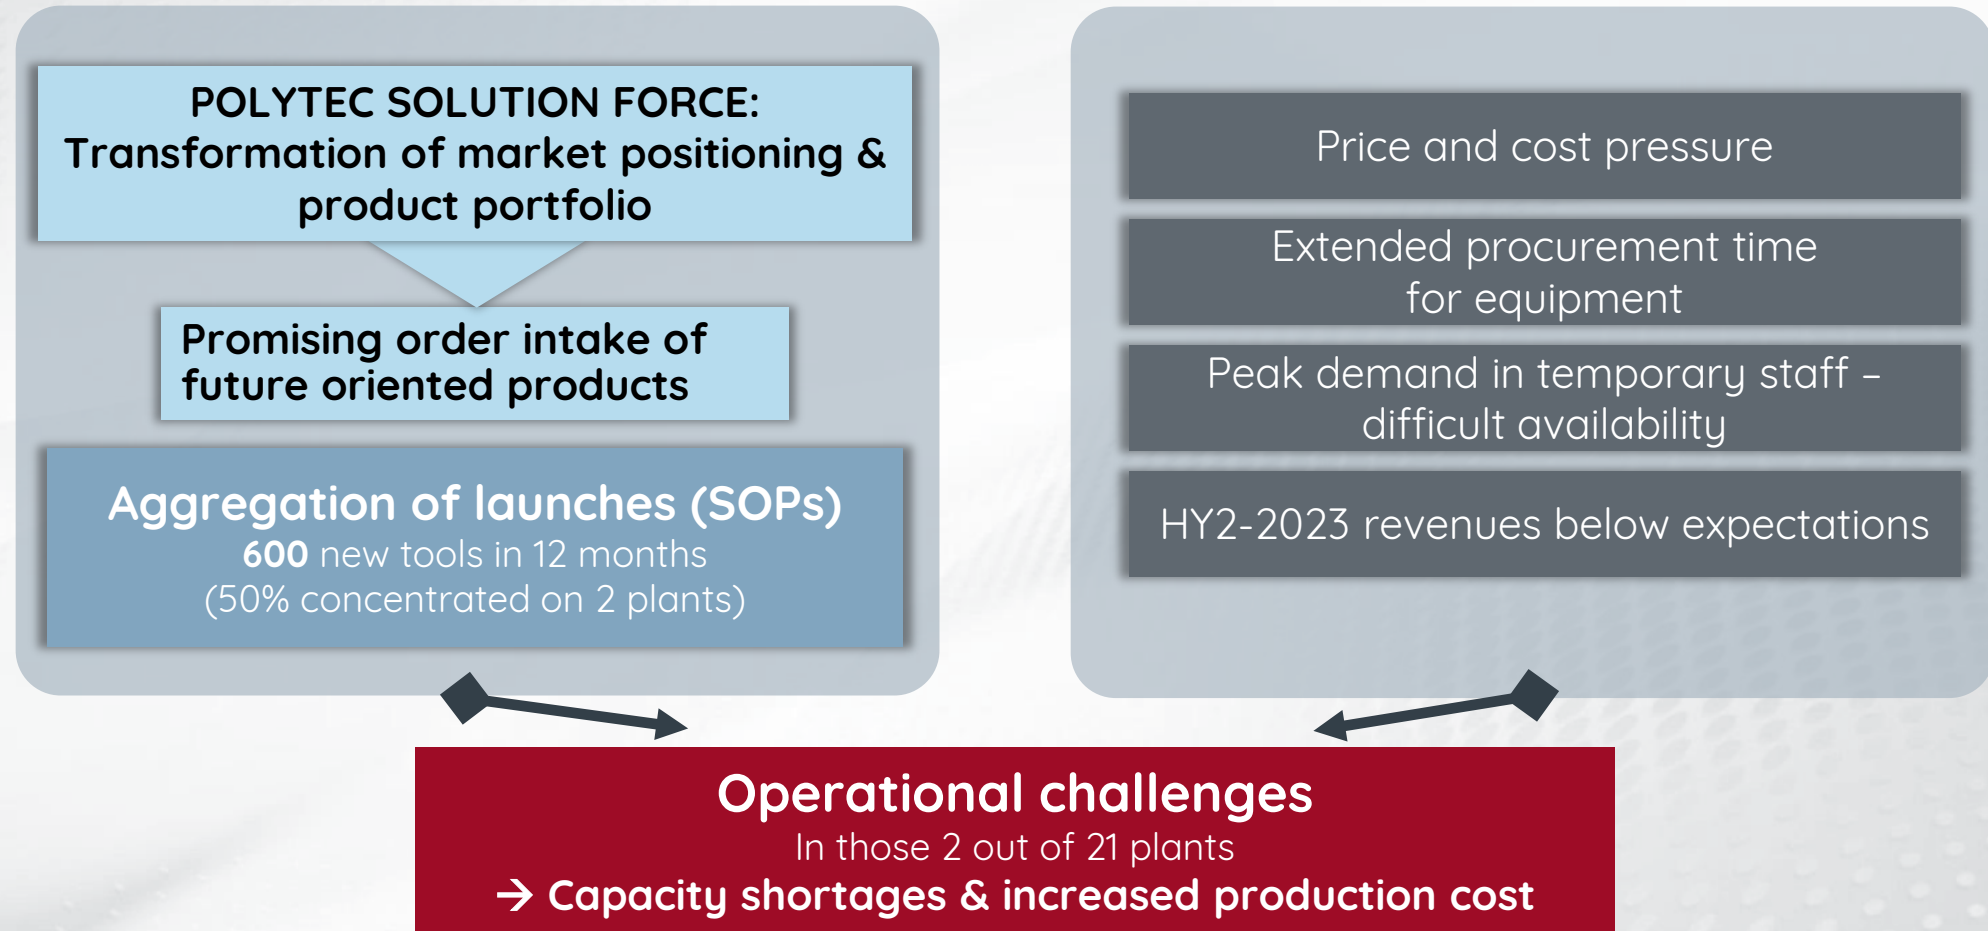 POLYTEC SOLUTION FORCE:
Transformation of market positioning &
product portfolio
Promising order intake of
future oriented products
Aggregation of launches (SOPs)
600 new tools in 12 months
(50% concentrated on 2 plants)
Price and cost pressure
Extended procurement time
for equipment
Peak demand in temporary staff –
difficult availability
HY2-2023 revenues below expectations
Operational challenges
In those 2 out of 21 plants
→ Capacity shortages & increased production cost